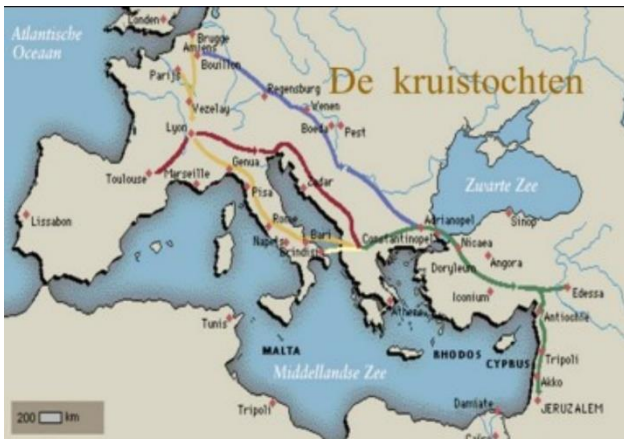 Londen
Brugge
Atlantische
Oceaan
Amiens
Bouillon
Parijs
De kruistochten
Regensburg
Vezelay
Wenen
Boeda
Pest
Lyon
Genua
Zwarte Zee
Toulouse
Marseille
Zadar
Pisa
Lissabon
Rome
Bari
Adrianopel
Sinop
Napels
Brindisi
Constantinopel
Nicaea
Angora
Doryleum
Iconium
Edessa
Athene
Antiochie
Tunis
MALTA
RHODOS
CYPRUS
Tripoli
Middellandse Zee
Akko
Tripoli
Damiate
JERUZALEM
200 km